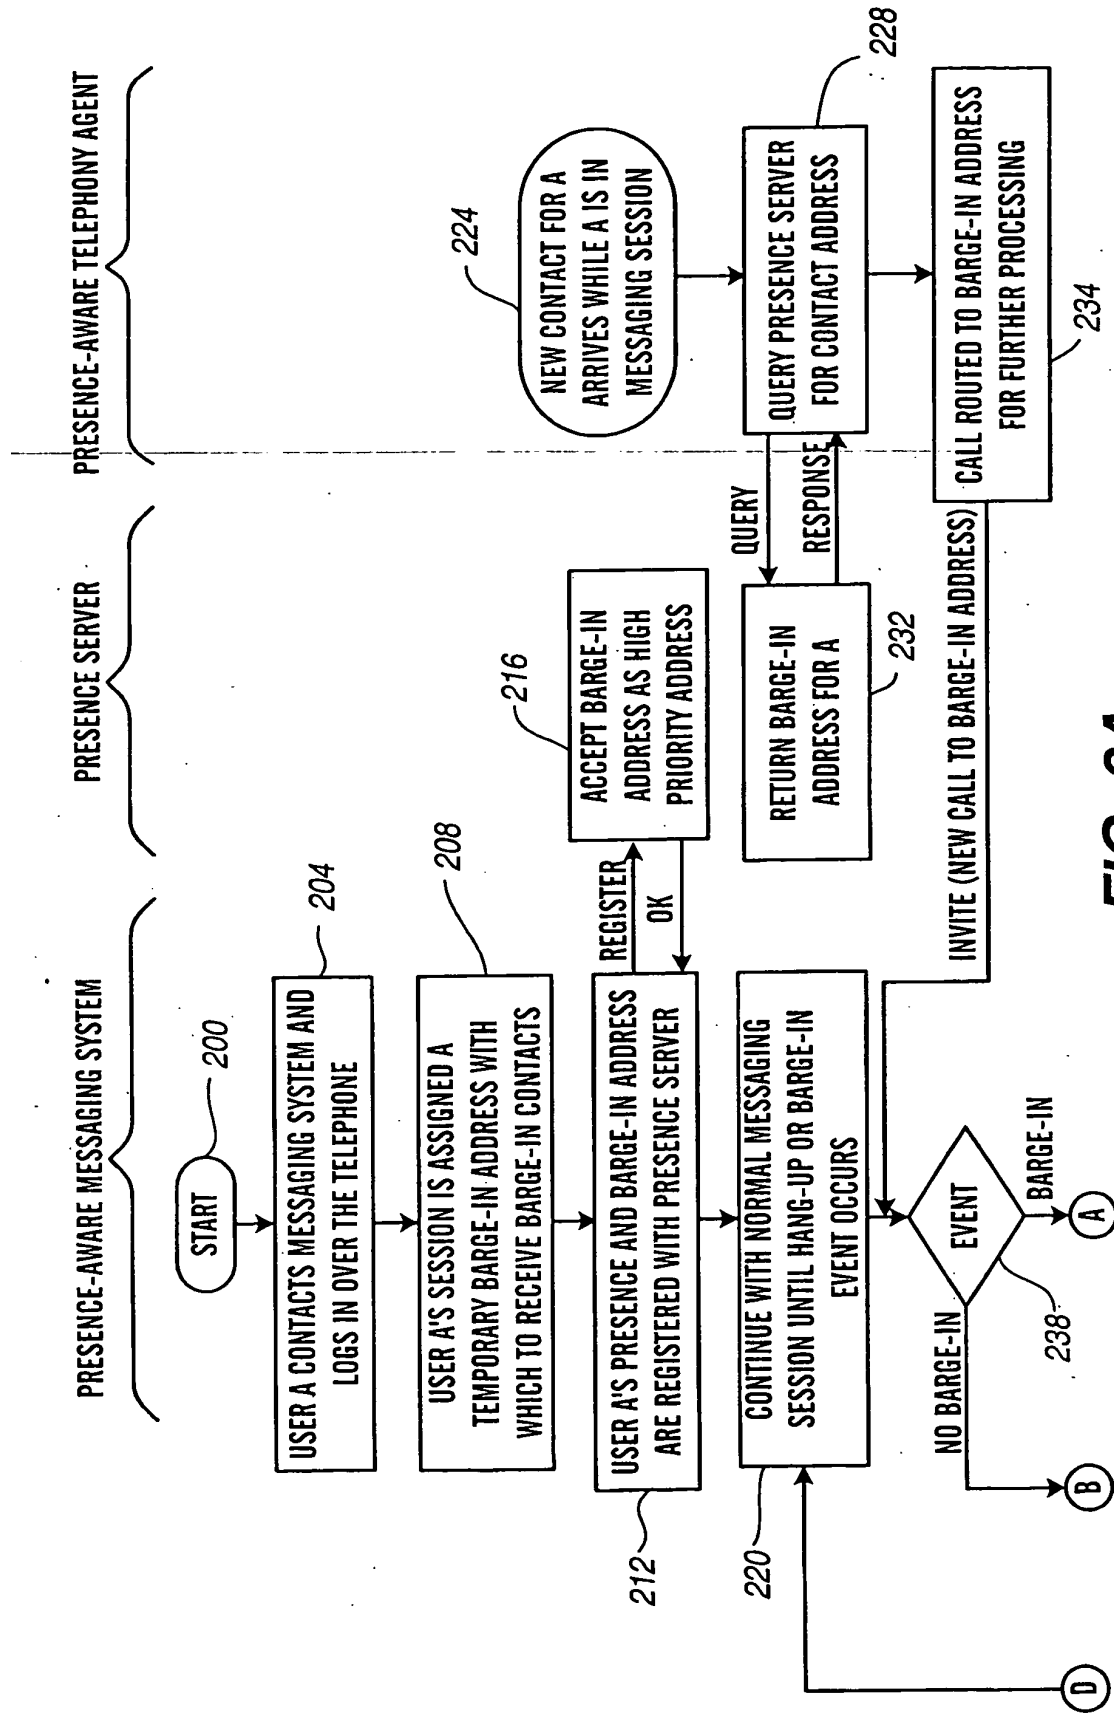 PRESENCE-AWARE MESSAGING SYSTEM
PRESENCE SERVER
PRESENCE-AWARE TELEPHONY AGENT
START
200
USER A CONTACTS MESSAGING SYSTEM AND
LOGS IN OVER THE TELEPHONE
204
USER A'S SESSION IS ASSIGNED A
TEMPORARY BARGE-IN ADDRESS WITH
WHICH TO RECEIVE BARGE-IN CONTACTS
208
USER A'S PRESENCE AND BARGE-IN ADDRESS
ARE REGISTERED WITH PRESENCE SERVER
212
REGISTER
OK
ACCEPT BARGE-IN
ADDRESS AS HIGH
PRIORITY ADDRESS
216
CONTINUE WITH NORMAL MESSAGING
SESSION UNTIL HANG-UP OR BARGE-IN
EVENT OCCURS
220
NEW CONTACT FOR A
ARRIVES WHILE A IS IN
MESSAGING SESSION
224
QUERY PRESENCE SERVER
FOR CONTACT ADDRESS
228
QUERY
RESPONSE
RETURN BARGE-IN
ADDRESS FOR A
232
CALL ROUTED TO BARGE-IN ADDRESS
FOR FURTHER PROCESSING
234
INVITE (NEW CALL TO BARGE-IN ADDRESS)
EVENT
238
NO BARGE-IN
BARGE-IN
D
B
A